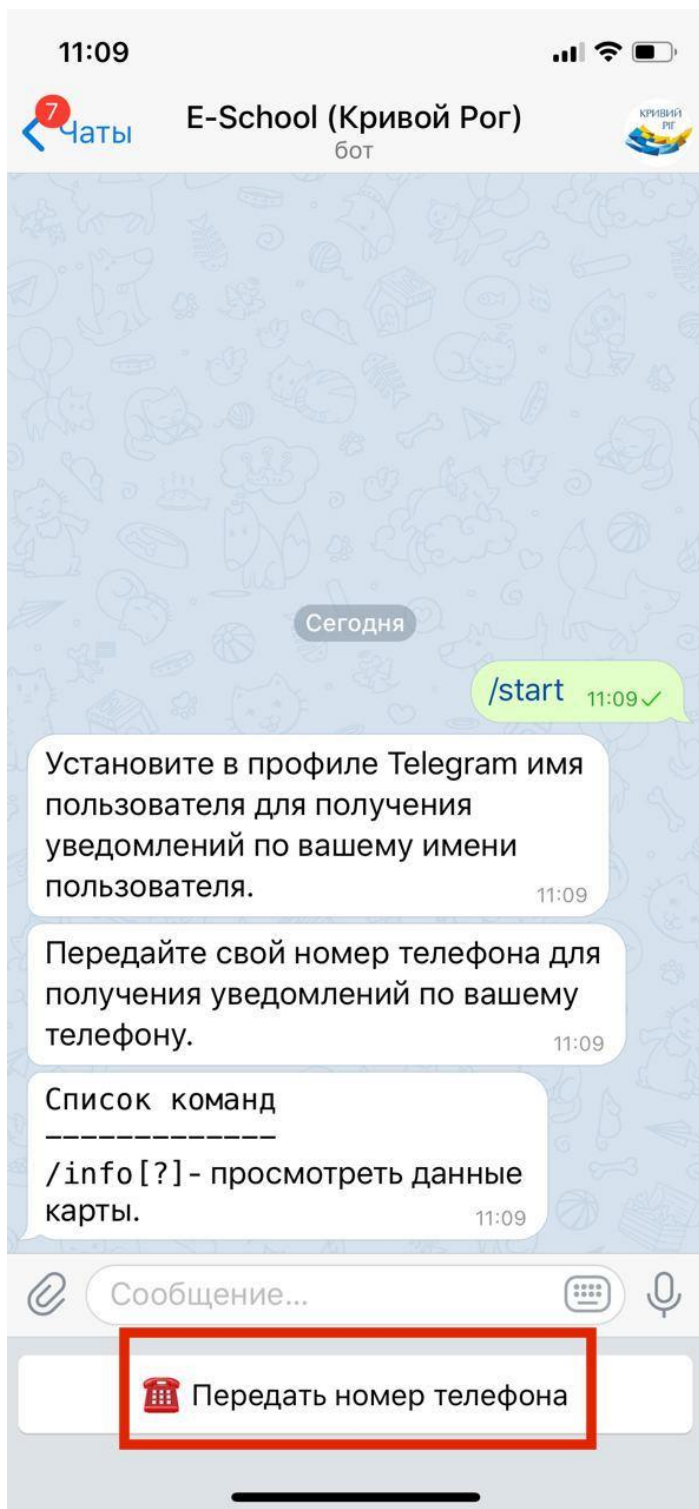 11:09
7
Чаты
E-School (Кривой Рог)
бот
КРИВИЙ
РІГ
Сегодня
/start 11:09
Установите в профиле Telegram имя
пользователя для получения
уведомлений по вашему имени
пользователя. 11:09
Передайте свой номер телефона для
получения уведомлений по вашему
телефону. 11:09
Список команд
-------------
/info[?]- просмотреть данные
карты. 11:09
Сообщение...
Передать номер телефона